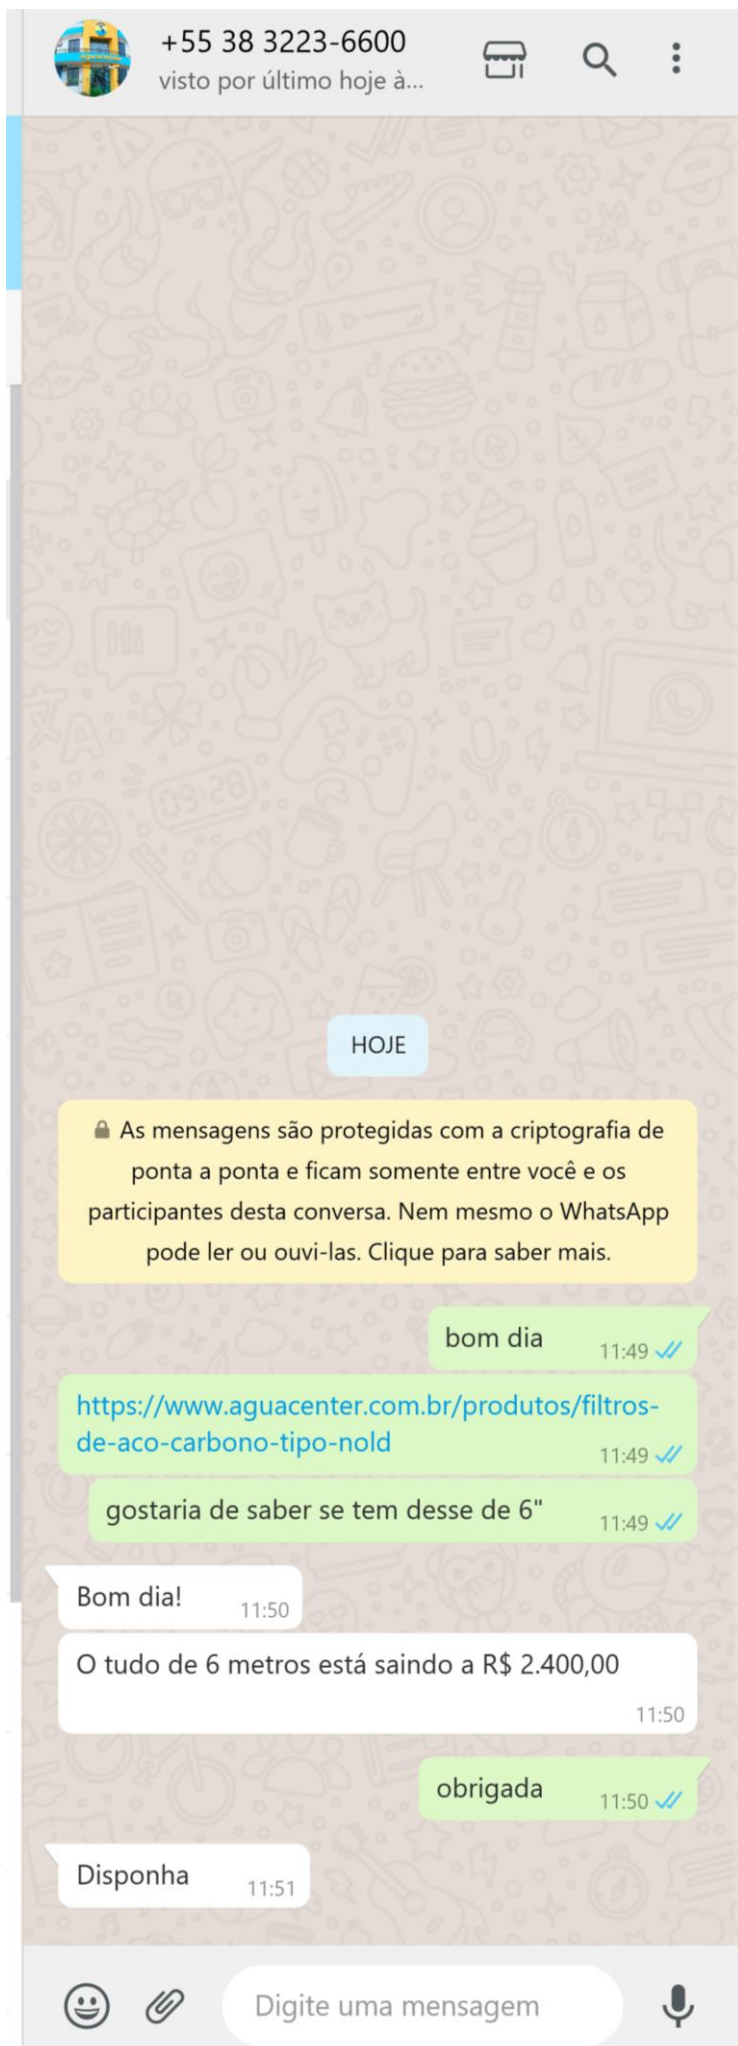 +55 38 3223-6600
visto por último hoje à...
HOJE
As mensagens são protegidas com a criptografia de
ponta a ponta e ficam somente entre você e os
participantes desta conversa. Nem mesmo o WhatsApp
pode ler ou ouvi-las. Clique para saber mais.
bom dia
11:49
https://www.aguacenter.com.br/produtos/filtros-
de-aco-carbono-tipo-nold
11:49
gostaria de saber se tem desse de 6"
11:49
Bom dia!
11:50
O tudo de 6 metros está saindo a R$ 2.400,00
11:50
obrigada
11:50
Disponha
11:51
Digite uma mensagem